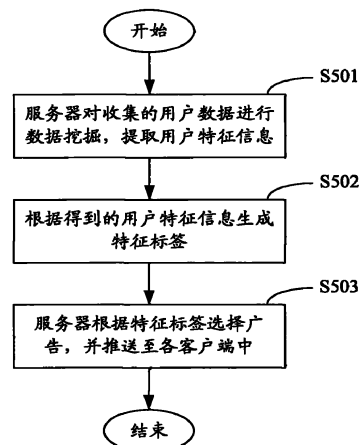 开始
S501
服务器对收集的用户数据进行
数据挖掘，提取用户特征信息
S502
根据得到的用户特征信息生成
特征标签
S503
服务器根据特征标签选择广
告，并推送至各客户端中
结束